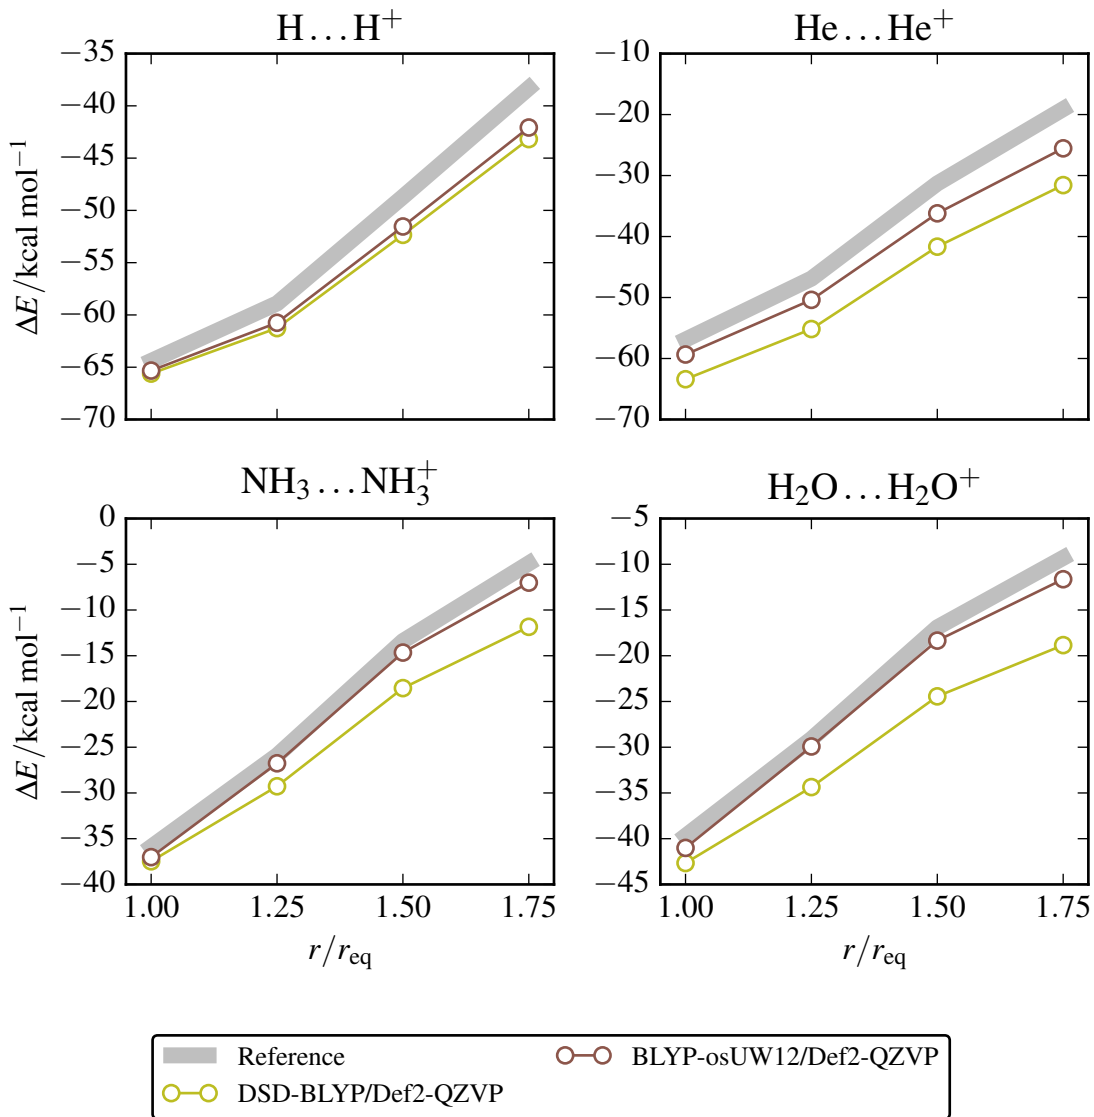 H…H⁺
He…He⁺
−35
−40
−45
−50
−55
−60
−65
−70
ΔE/kcal mol⁻¹
−10
−20
−30
−40
−50
−60
−70
NH₃…NH₃⁺
H₂O…H₂O⁺
0
−5
−10
−15
−20
−25
−30
−35
−40
ΔE/kcal mol⁻¹
−5
−10
−15
−20
−25
−30
−35
−40
−45
1.00 1.25 1.50 1.75
r/r_eq
1.00 1.25 1.50 1.75
r/r_eq
Reference
DSD-BLYP/Def2-QZVP
BLYP-osUW12/Def2-QZVP